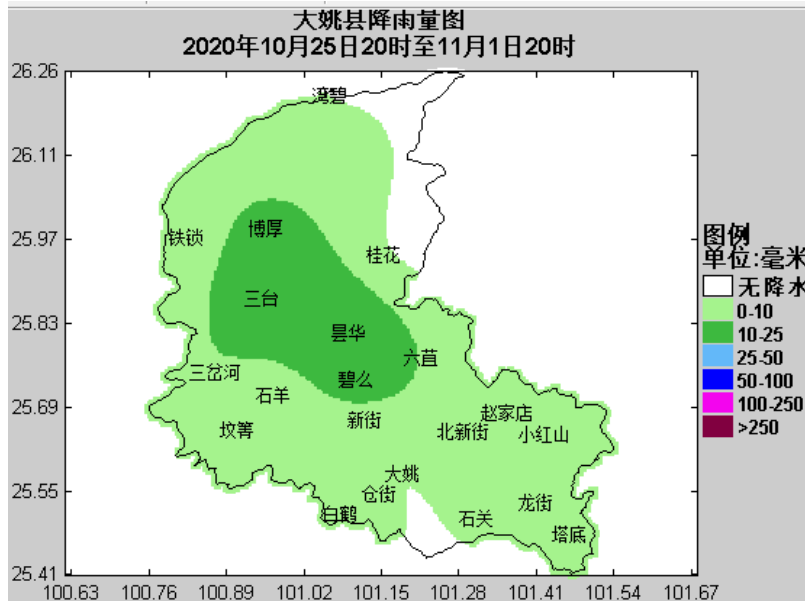 大姚县降雨量图
2020年10月25日20时至11月1日20时
26.26
26.11
25.97
25.83
25.69
25.55
25.41
100.63
100.76
100.89
101.02
101.15
101.28
101.41
101.54
101.67
湾碧
铁锁
博厚
桂花
三台
昙华
六苴
三岔河
碧么
石羊
新街
赵家店
坟箐
北新街
小红山
大姚
仓街
龙街
白鹤
石关
塔底
图例
单位:毫米
无降水
0-10
10-25
25-50
50-100
100-250
>250